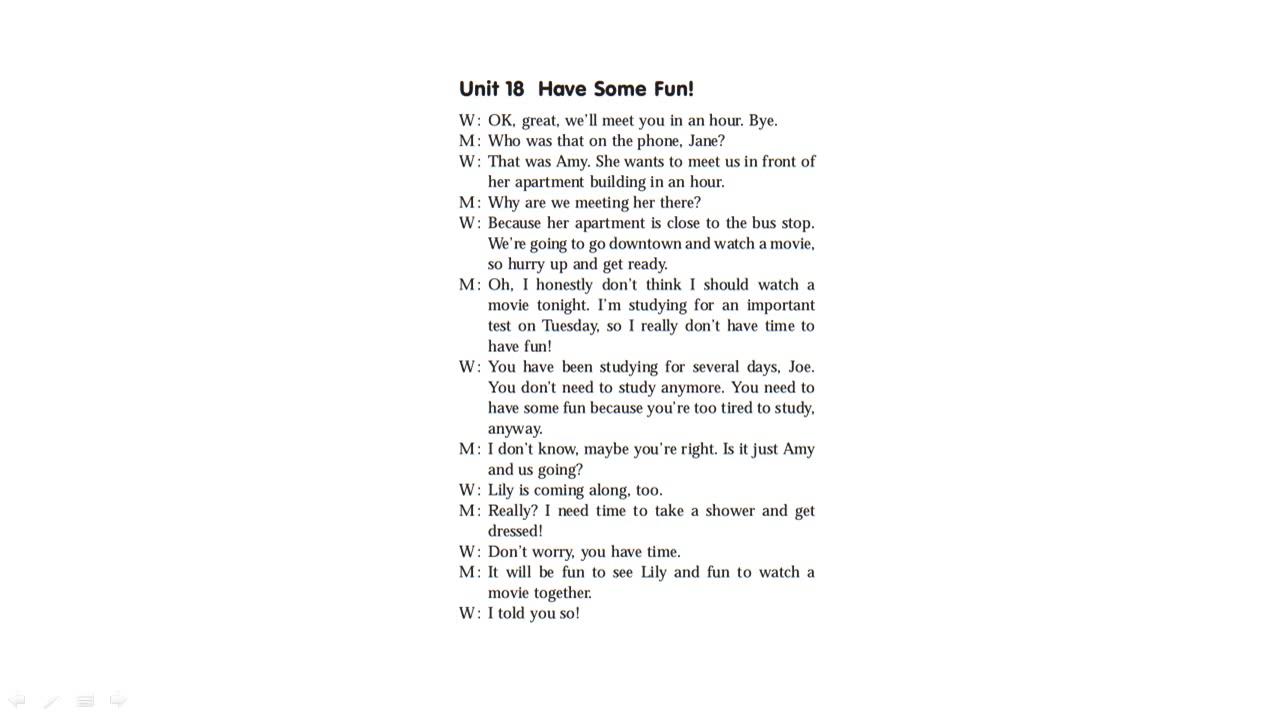 Unit 18 Have Some Fun!
W: OK, great, we'll meet you in an hour. Bye.
M: Who was that on the phone, Jane?
W: That was Amy. She wants to meet us in front of
her apartment building in an hour.
M: Why are we meeting her there?
W: Because her apartment is close to the bus stop.
We're going to go downtown and watch a movie,
so hurry up and get ready.
M: Oh, I honestly don't think I should watch a
movie tonight. I'm studying for an important
test on Tuesday, so I really don't have time to
have fun!
W: You have been studying for several days, Joe.
You don't need to study anymore. You need to
have some fun because you're too tired to study,
anyway.
M: I don't know, maybe you're right. Is it just Amy
and us going?
W: Lily is coming along, too.
M: Really? I need time to take a shower and get
dressed!
W: Don't worry, you have time.
M: It will be fun to see Lily and fun to watch a
movie together.
W: I told you so!